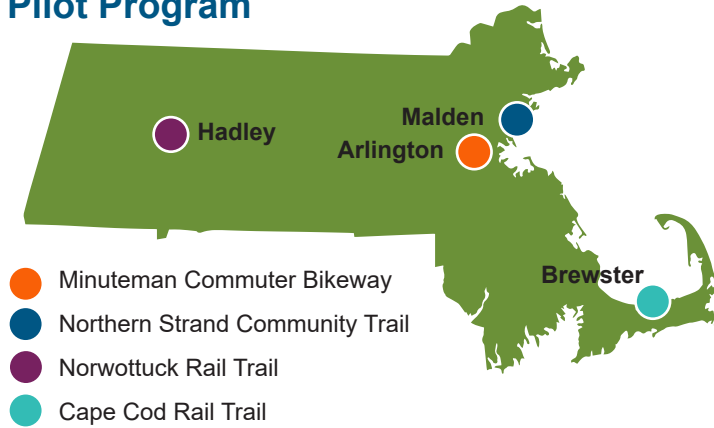 Pilot Program
Hadley
Malden
Arlington
Brewster
Minuteman Commuter Bikeway
Northern Strand Community Trail
Norwottuck Rail Trail
Cape Cod Rail Trail